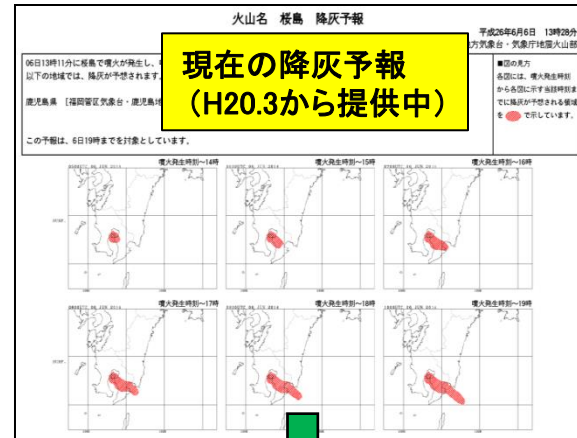 火山名 桜島 降灰予報
平成26年6月6日 13時28分
方気象台・気象庁地震火山部
06日13時11分に桜島で噴火が発生し、
以下の地域では、降灰が予想されます。
鹿児島県 [福岡管区気象台・鹿児島地
この予報は、6日19時までを対象としています。
現在の降灰予報
(H20.3から提供中)
■図の見方
各図には、噴火発生時刻
から各図に示す当該時刻ま
でに降灰が予想される領域
を で示しています。
噴火発生時刻～14時
噴火発生時刻～15時
噴火発生時刻～16時
噴火発生時刻～17時
噴火発生時刻～18時
噴火発生時刻～19時